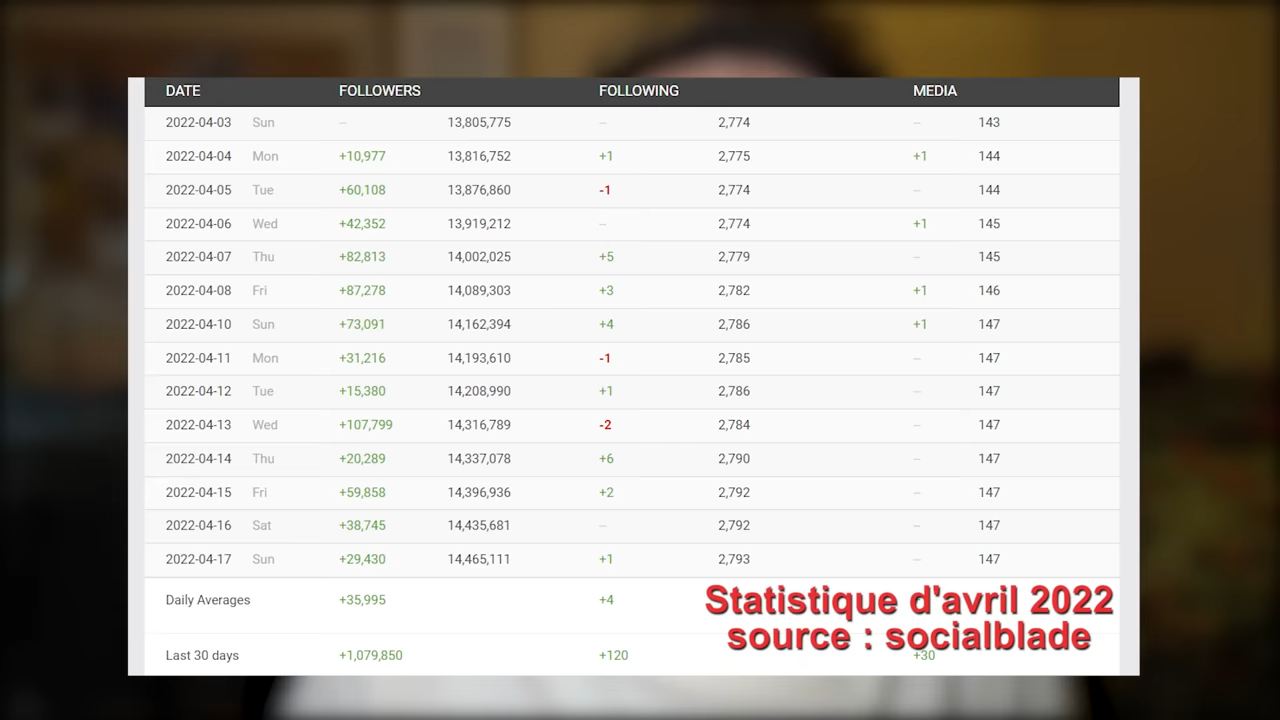 DATE FOLLOWERS FOLLOWING MEDIA
2022-04-03 Sun -- 13,805,775 -- 2,774 -- 143
2022-04-04 Mon +10,977 13,816,752 +1 2,775 +1 144
2022-04-05 Tue +60,108 13,876,860 -1 2,774 -- 144
2022-04-06 Wed +42,352 13,919,212 -- 2,774 +1 145
2022-04-07 Thu +82,813 14,002,025 +5 2,779 -- 145
2022-04-08 Fri +87,278 14,089,303 +3 2,782 +1 146
2022-04-10 Sun +73,091 14,162,394 +4 2,786 +1 147
2022-04-11 Mon +31,216 14,193,610 -1 2,785 -- 147
2022-04-12 Tue +15,380 14,208,990 +1 2,786 -- 147
2022-04-13 Wed +107,799 14,316,789 -2 2,784 -- 147
2022-04-14 Thu +20,289 14,337,078 +6 2,790 -- 147
2022-04-15 Fri +59,858 14,396,936 +2 2,792 -- 147
2022-04-16 Sat +38,745 14,435,681 -- 2,792 -- 147
2022-04-17 Sun +29,430 14,465,111 +1 2,793 -- 147
Daily Averages +35,995 +4
Statistique d'avril 2022
source : socialblade
Last 30 days +1,079,850 +120 +30